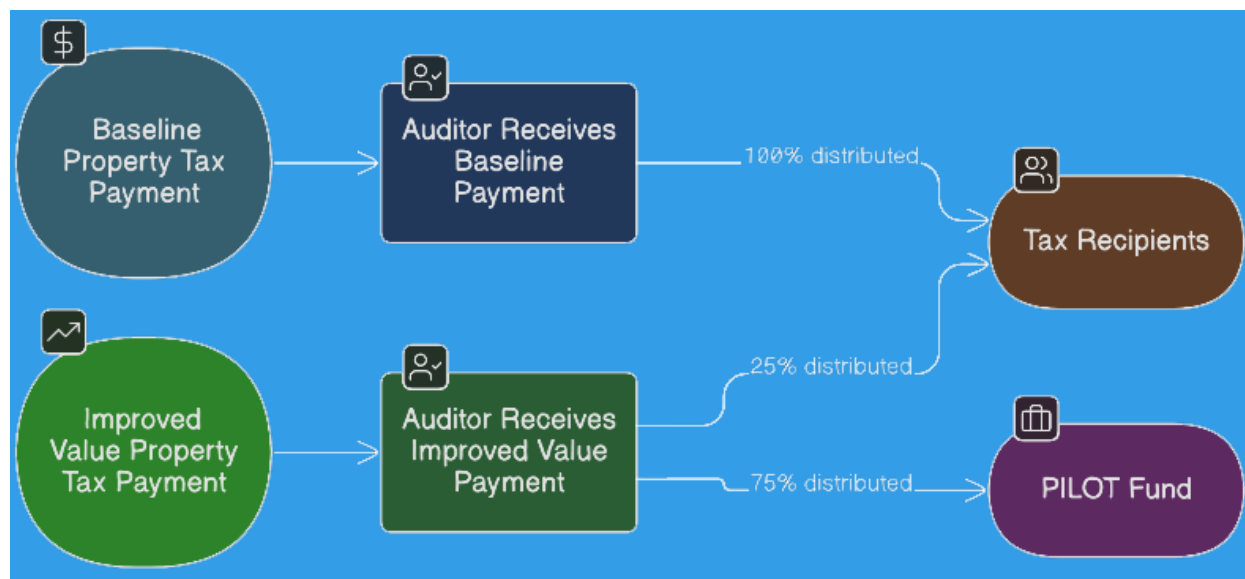 Baseline
Property Tax
Payment
Auditor Receives
Baseline
Payment
100% distributed
Tax Recipients
Improved
Value Property
Tax Payment
Auditor Receives
Improved Value
Payment
25% distributed
75% distributed
PILOT Fund